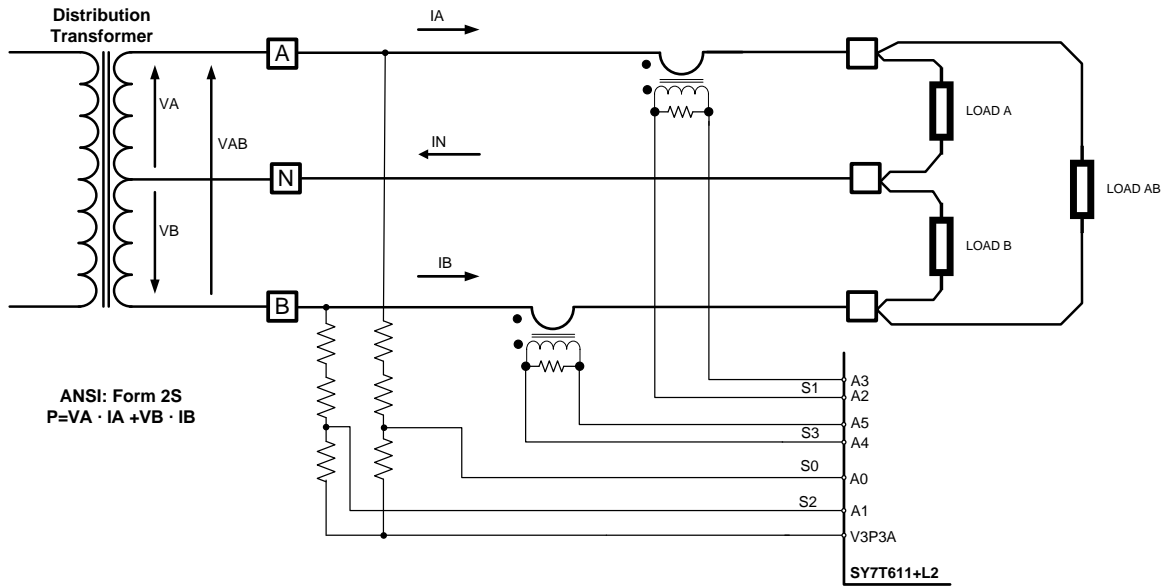 Distribution
Transformer
IA
A
VA
VAB
LOAD A
IN
N
LOAD AB
VB
LOAD B
IB
B
ANSI: Form 2S
P=VA · IA +VB · IB
S1
A3
A2
A5
S3
A4
S0
A0
S2
A1
V3P3A
SY7T611+L2